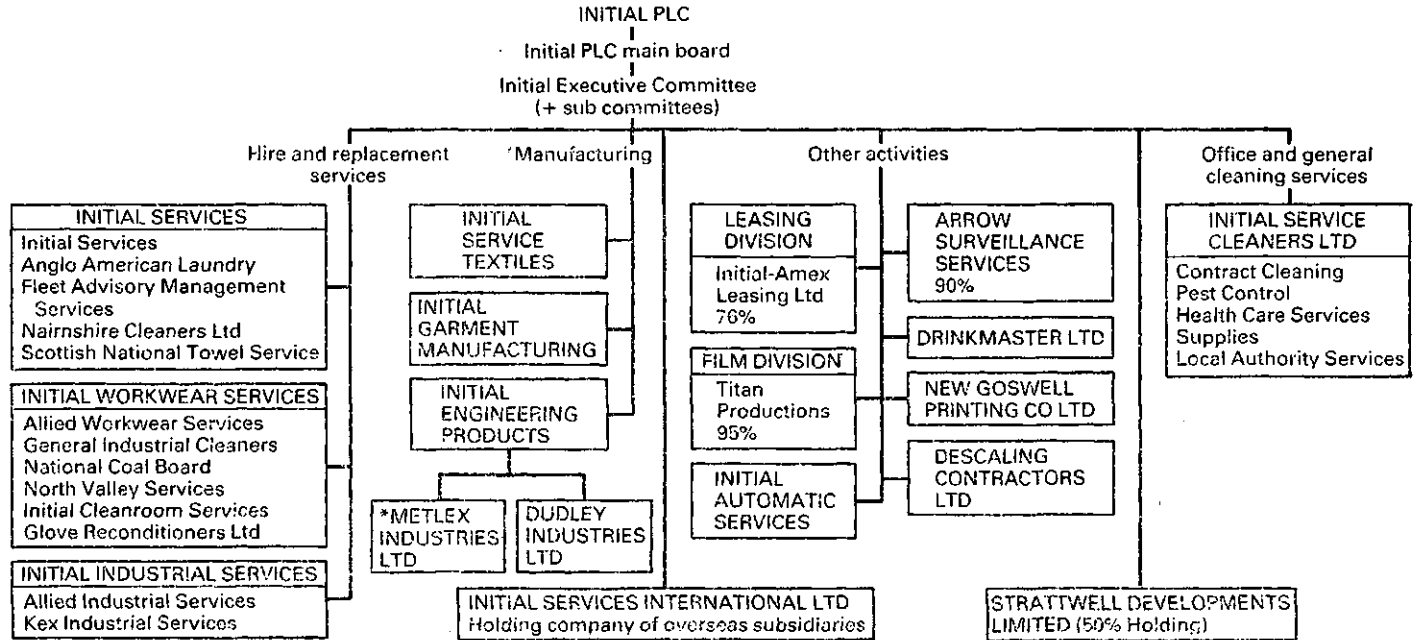 INITIAL PLC
Initial PLC main board
Initial Executive Committee
(+ sub committees)
Hire and replacement
services
INITIAL SERVICES
Initial Services
Anglo American Laundry
Fleet Advisory Management
Services
Nairnshire Cleaners Ltd
Scottish National Towel Service
INITIAL WORKWEAR SERVICES
Allied Workwear Services
General Industrial Cleaners
National Coal Board
North Valley Services
Initial Cleanroom Services
Glove Reconditioners Ltd
INITIAL INDUSTRIAL SERVICES
Allied Industrial Services
Kex Industrial Services
Manufacturing
INITIAL
SERVICE
TEXTILES
INITIAL
GARMENT
MANUFACTURING
INITIAL
ENGINEERING
PRODUCTS
*METLEX
INDUSTRIES
LTD
DUDLEY
INDUSTRIES
LTD
INITIAL SERVICES INTERNATIONAL LTD
Holding company of overseas subsidiaries
Other activities
LEASING
DIVISION
Initial-Amex
Leasing Ltd
76%
FILM DIVISION
Titan
Productions
95%
INITIAL
AUTOMATIC
SERVICES
ARROW
SURVEILLANCE
SERVICES
90%
DRINKMASTER LTD
NEW GOSWELL
PRINTING CO LTD
DESCALING
CONTRACTORS
LTD
STRATTWELL DEVELOPMENTS
LIMITED (50% Holding)
Office and general
cleaning services
INITIAL SERVICE
CLEANERS LTD
Contract Cleaning
Pest Control
Health Care Services
Supplies
Local Authority Services